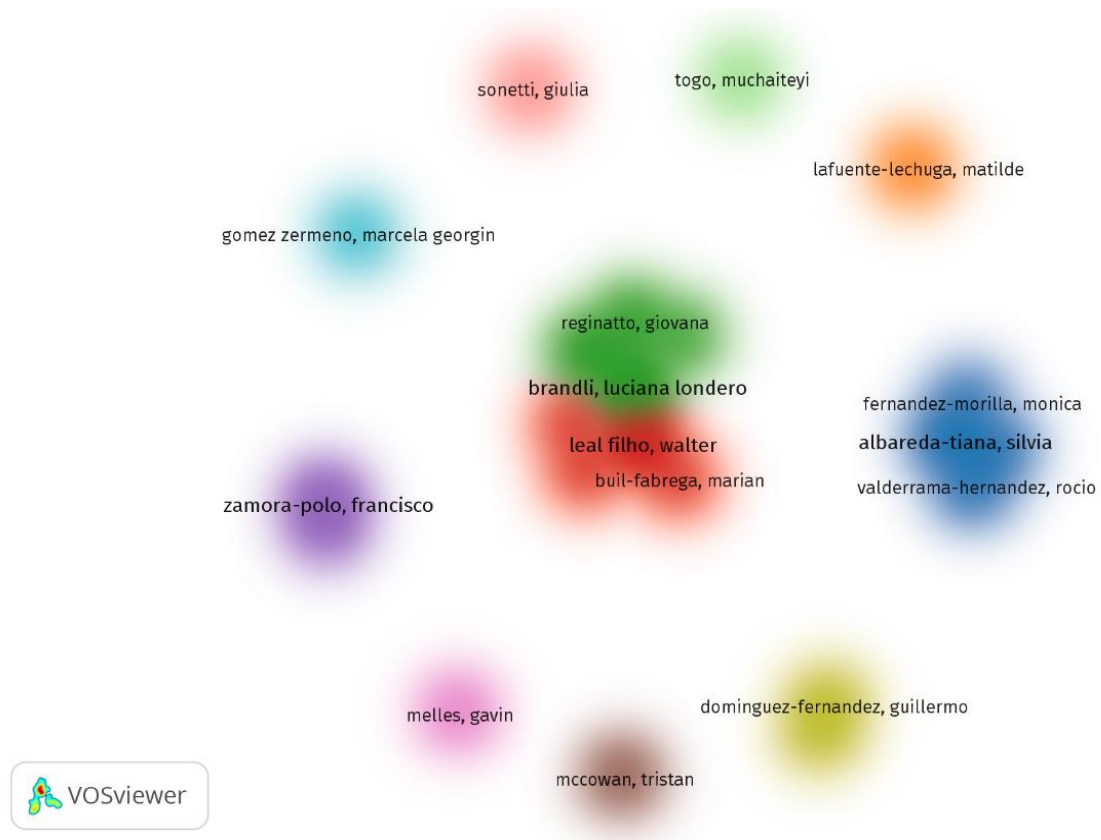 togo, muchaiteyi
sonetti, giulia
lafuente-lechuga, matilde
gomez zermeno, marcela georgin
reginatto, giovana
brandli, luciana londero
fernandez-morilla, monica
albareda-tiana, silvia
leal filho, walter
buil-fabrega, marian
valderrama-hernandez, rocio
zamora-polo, francisco
dominguez-fernandez, guillermo
melles, gavin
mccowan, tristan
VOSviewer